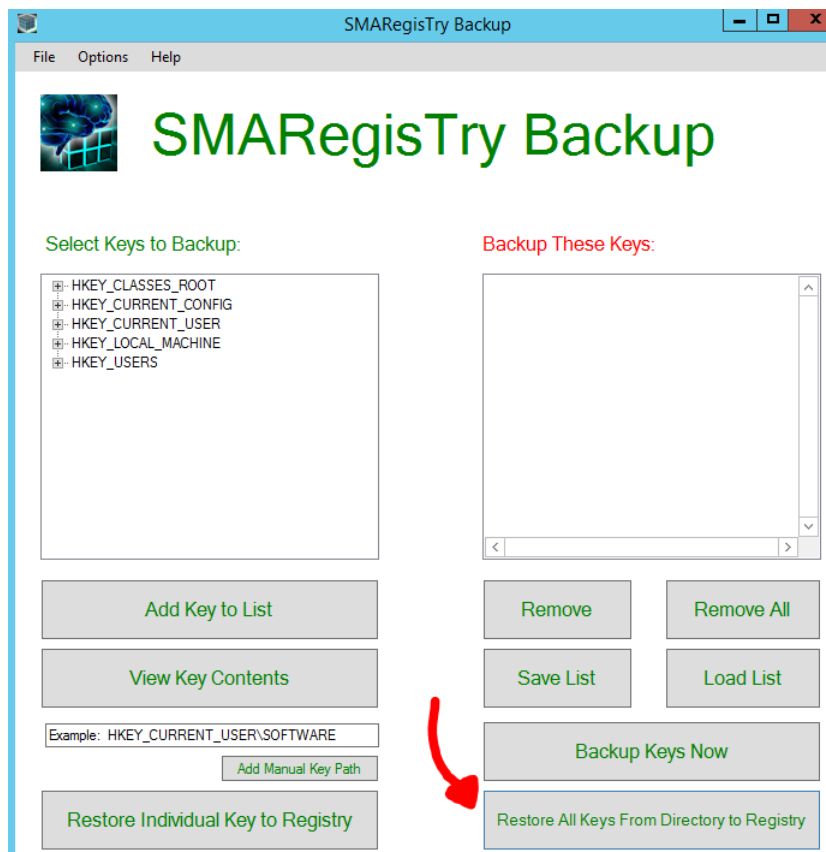 SMARegisTry Backup
File Options Help
SMARegisTry Backup
Select Keys to Backup:
HKEY_CLASSES_ROOT
HKEY_CURRENT_CONFIG
HKEY_CURRENT_USER
HKEY_LOCAL_MACHINE
HKEY_USERS
Add Key to List
View Key Contents
Example: HKEY_CURRENT_USER\SOFTWARE
Add Manual Key Path
Restore Individual Key to Registry
Backup These Keys:
Remove Remove All
Save List Load List
Backup Keys Now
Restore All Keys From Directory to Registry